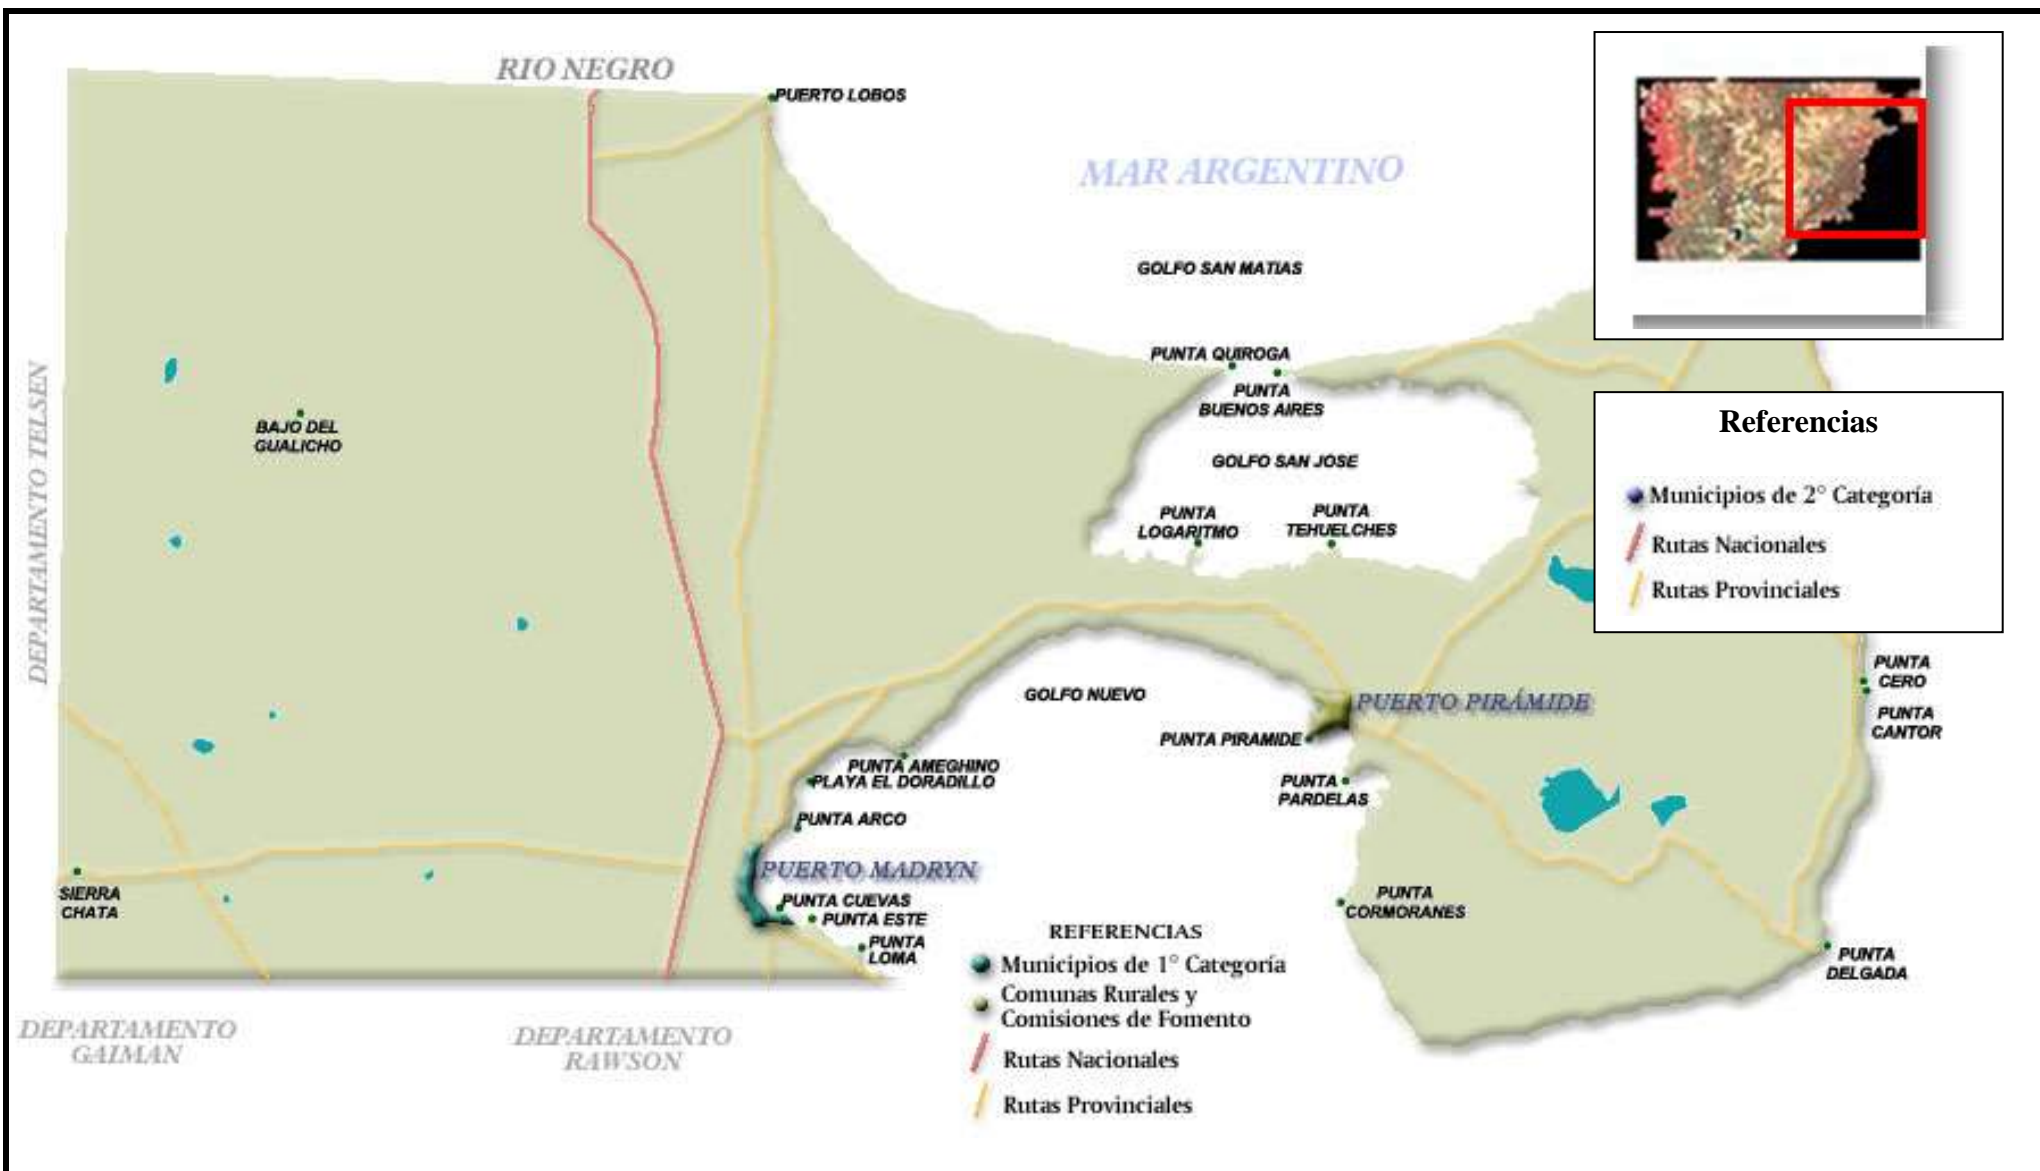 RIO NEGRO
PUERTO LOBOS
MAR ARGENTINO
GOLFO SAN MATIAS
PUNTA QUIROGA
PUNTA
BUENOS AIRES
GOLFO SAN JOSE
PUNTA
LOGARITMO
PUNTA
TEHUELCHES
DEPARTAMENTO TELSEN
BAJO DEL
GUALICHO
Referencias
Municipios de 2° Categoría
Rutas Nacionales
Rutas Provinciales
PUNTA
CERO
PUNTA
CANTOR
GOLFO NUEVO
PUERTO PIRÁMIDE
PUNTA PIRAMIDE
PUNTA
PARDELAS
PUNTA AMEGHINO
PLAYA EL DORADILLO
PUNTA ARCO
PUERTO MADRYN
PUNTA CUEVAS
PUNTA ESTE
PUNTA
LOMA
SIERRA
CHATA
PUNTA
CORMORANES
PUNTA
DELGADA
REFERENCIAS
Municipios de 1° Categoría
Comunas Rurales y
Comisiones de Fomento
Rutas Nacionales
Rutas Provinciales
DEPARTAMENTO
GAIMAN
DEPARTAMENTO
RAWSON